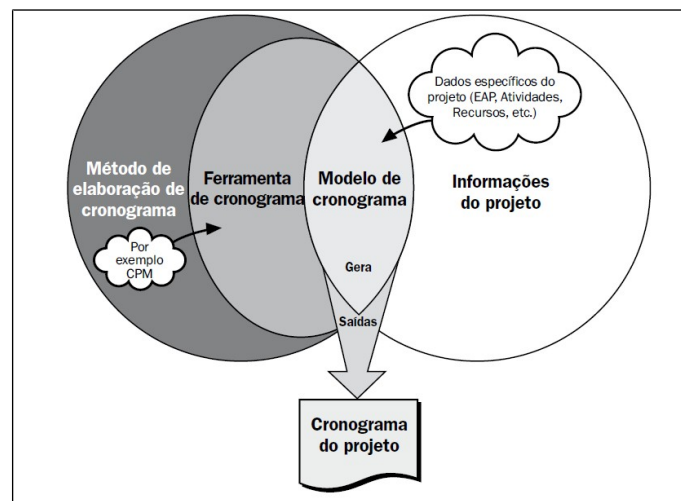 Dados específicos do
projeto (EAP, Atividades,
Recursos, etc.)
Método de
elaboração de
cronograma
Ferramenta
de cronograma
Modelo de
cronograma
Informações
do projeto
Por
exemplo
CPM
Gera
Saídas
Cronograma
do projeto